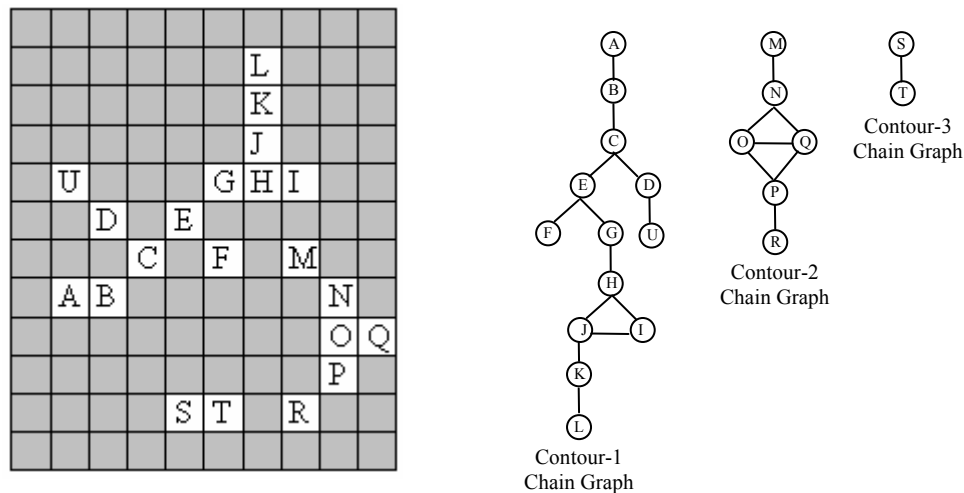 L
K
J
U G H I
D E
C F M
A B N
O Q
P
S T R
A
B
C
E D
F G U
H
J I
K
L
Contour-1
Chain Graph
M
N
O Q
P
R
Contour-2
Chain Graph
S
T
Contour-3
Chain Graph